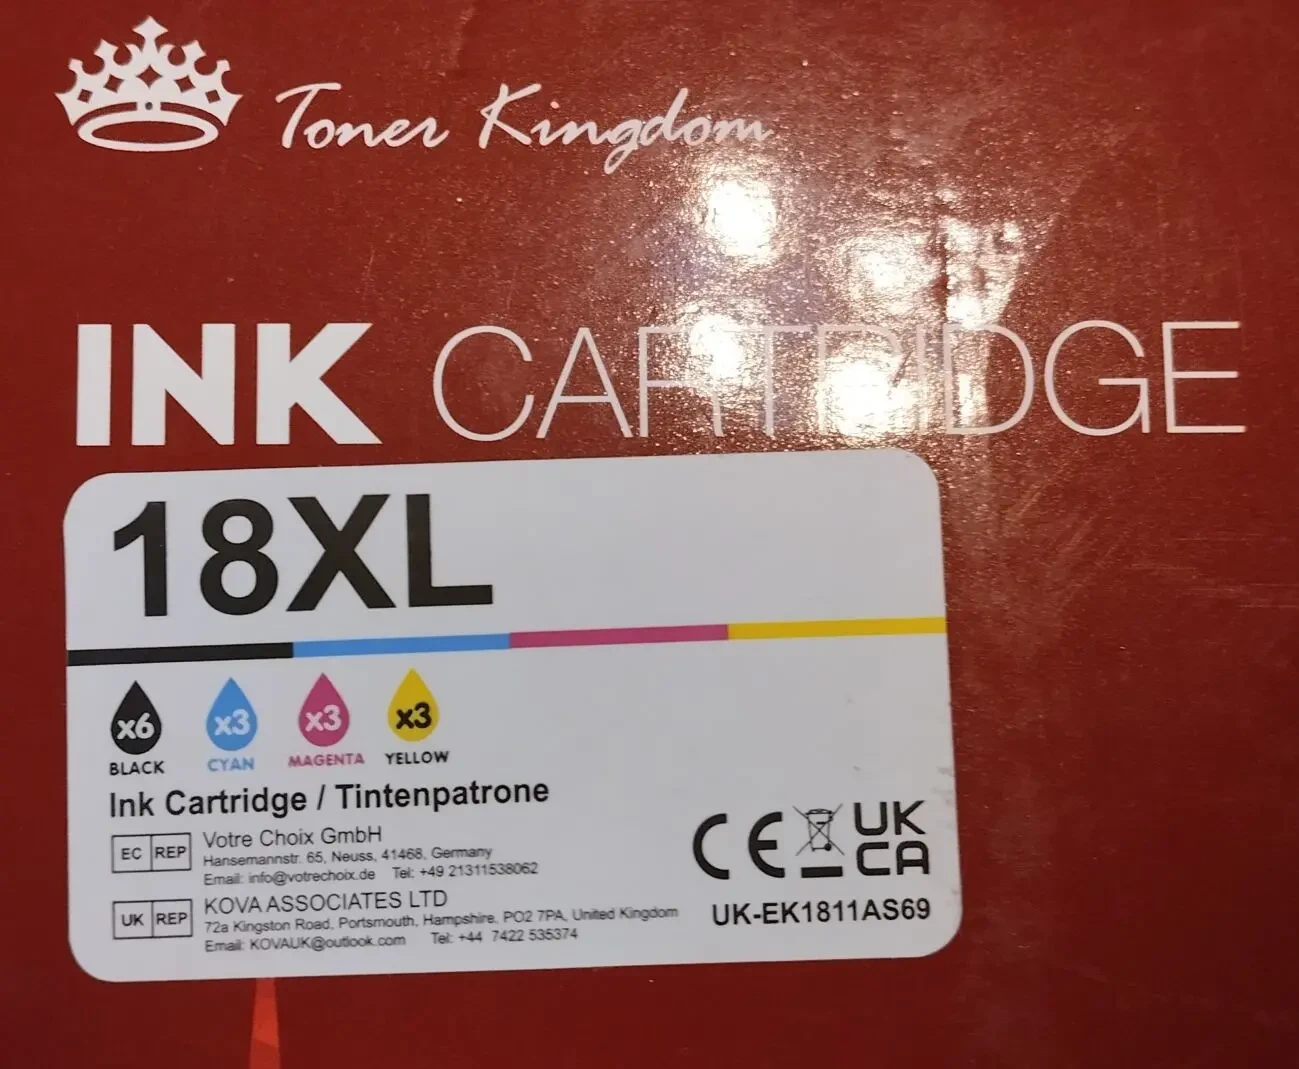 Toner Kingdom
INK CARTRIDGE
18XL
x6 x3 x3 x3
BLACK CYAN MAGENTA YELLOW
Ink Cartridge / Tintenpatrone
EC REP Votre Choix GmbH
Hansemannstr. 65, Neuss, 41468, Germany
Email: info@votrechoix.de Tel: +49 21311538062
UK REP KOVA ASSOCIATES LTD
72a Kingston Road, Portsmouth, Hampshire, PO2 7PA, United Kingdom
Email: KOVAUK@outlook.com Tel: +44 7422 535374
CE UK
CA
UK-EK1811AS69